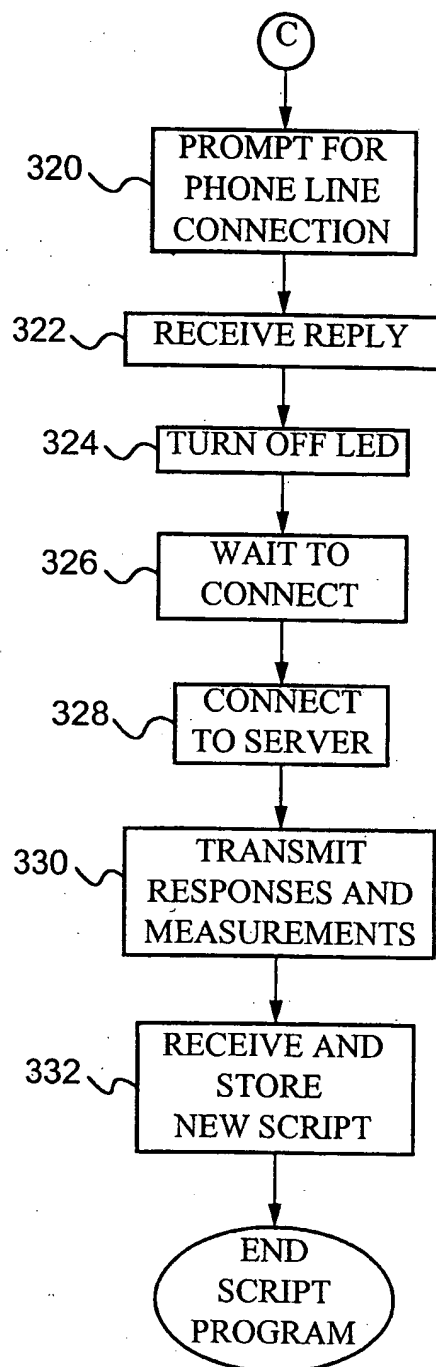 C
320
PROMPT FOR
PHONE LINE
CONNECTION
322
RECEIVE REPLY
324
TURN OFF LED
326
WAIT TO
CONNECT
328
CONNECT
TO SERVER
330
TRANSMIT
RESPONSES AND
MEASUREMENTS
332
RECEIVE AND
STORE
NEW SCRIPT
END
SCRIPT
PROGRAM